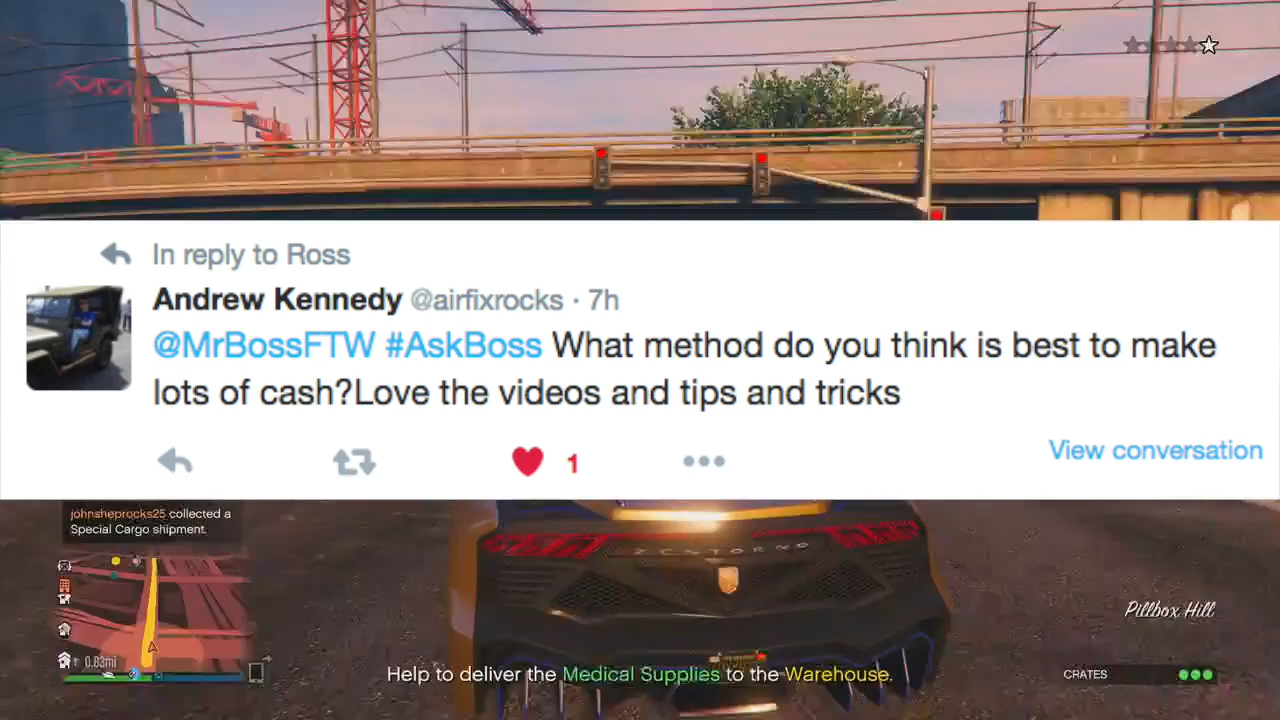 In reply to Ross
Andrew Kennedy @airfixrocks · 7h
@MrBossFTW #AskBoss What method do you think is best to make
lots of cash?Love the videos and tips and tricks
1
View conversation
johnsheprocks25 collected a
Special Cargo shipment.
ZENTORNO
Pillbox Hill
0.83mi
Help to deliver the Medical Supplies to the Warehouse.
CRATES